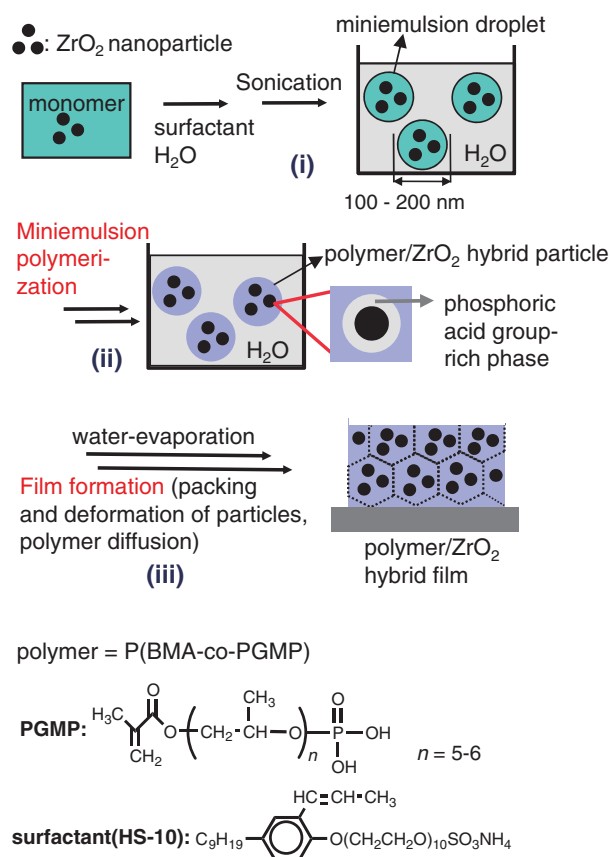 : ZrO₂ nanoparticle
miniemulsion droplet
monomer
Sonication
surfactant
H₂O
(i)
H₂O
100 - 200 nm
Miniemulsion
polymeri-
zation
(ii)
polymer/ZrO₂ hybrid particle
H₂O
phosphoric
acid group-
rich phase
water-evaporation
Film formation (packing
and deformation of particles,
polymer diffusion)
(iii)
polymer/ZrO₂
hybrid film
polymer = P(BMA-co-PGMP)
PGMP: H₃C CH₂ O O CH₂-CH-O CH₃ n P O OH OH n = 5-6
HC=CH-CH₃
surfactant(HS-10): C₉H₁₉ O(CH₂CH₂O)₁₀SO₃NH₄